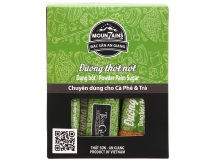 MOUNTAINS
ĐẶC SẢN AN GIANG
Đường thốt nốt
Dạng bột / Powder Palm Sugar
Chuyên dùng cho Cà Phê & Trà
Đường
THỐT SƠN - AN GIANG
PRODUCT OF VIETNAM